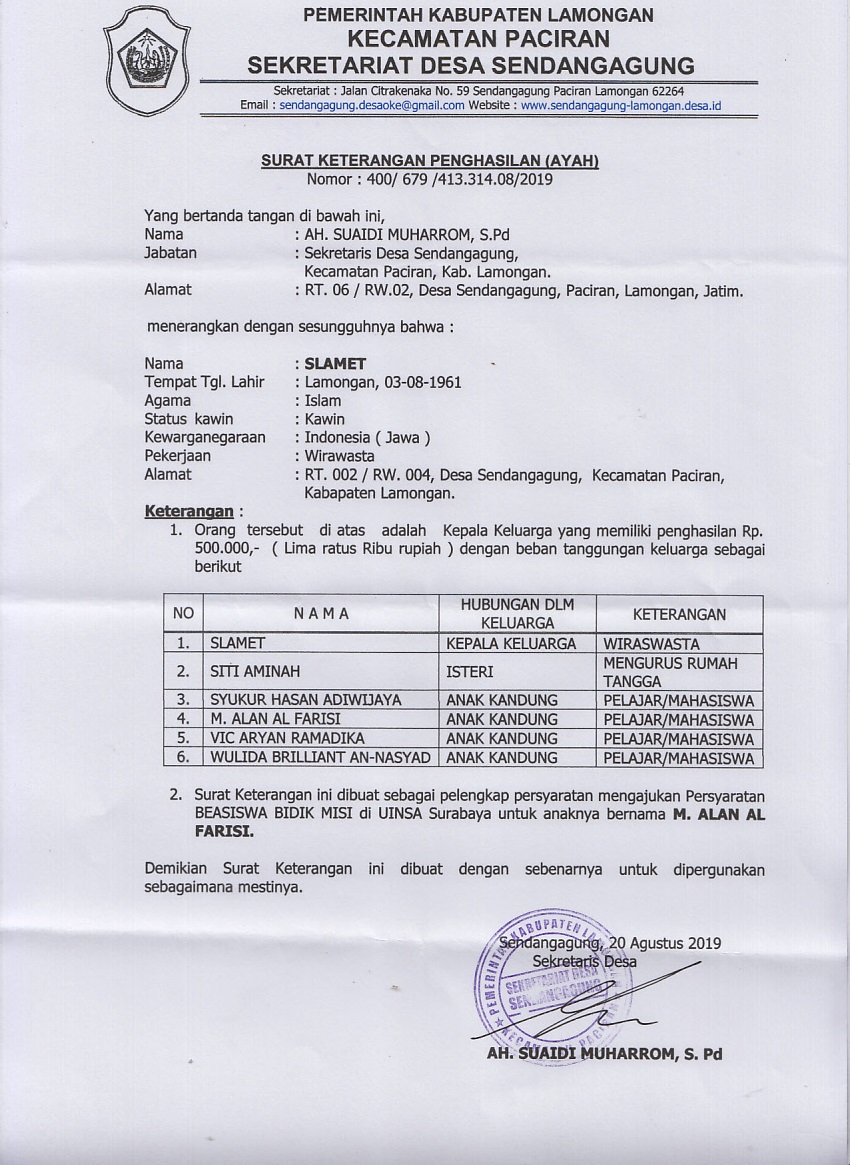 PEMERINTAH KABUPATEN LAMONGAN
KECAMATAN PACIRAN
SEKRETARIAT DESA SENDANGAGUNG
Sekretariat : Jalan Citrakenaka No. 59 Sendangagung Paciran Lamongan 62264
Email : sendangagung.desaoke@gmail.com Website : www.sendangagung-lamongan.desa.id
SURAT KETERANGAN PENGHASILAN (AYAH)
Nomor : 400/ 679 /413.314.08/2019
Yang bertanda tangan di bawah ini,
Nama : AH. SUAIDI MUHARROM, S.Pd
Jabatan : Sekretaris Desa Sendangagung,
Kecamatan Paciran, Kab. Lamongan.
Alamat : RT. 06 / RW.02, Desa Sendangagung, Paciran, Lamongan, Jatim.
menerangkan dengan sesungguhnya bahwa :
Nama : SLAMET
Tempat Tgl. Lahir : Lamongan, 03-08-1961
Agama : Islam
Status kawin : Kawin
Kewarganegaraan : Indonesia ( Jawa )
Pekerjaan : Wirawasta
Alamat : RT. 002 / RW. 004, Desa Sendangagung, Kecamatan Paciran,
Kabapaten Lamongan.
Keterangan :
1. Orang tersebut di atas adalah Kepala Keluarga yang memiliki penghasilan Rp.
500.000,- ( Lima ratus Ribu rupiah ) dengan beban tanggungan keluarga sebagai
berikut
NO N A M A HUBUNGAN DLM KELUARGA KETERANGAN
1. SLAMET KEPALA KELUARGA WIRASWASTA
2. SITI AMINAH ISTERI MENGURUS RUMAH TANGGA
3. SYUKUR HASAN ADIWIJAYA ANAK KANDUNG PELAJAR/MAHASISWA
4. M. ALAN AL FARISI ANAK KANDUNG PELAJAR/MAHASISWA
5. VIC ARYAN RAMADIKA ANAK KANDUNG PELAJAR/MAHASISWA
6. WULIDA BRILLIANT AN-NASYAD ANAK KANDUNG PELAJAR/MAHASISWA
2. Surat Keterangan ini dibuat sebagai pelengkap persyaratan mengajukan Persyaratan
BEASISWA BIDIK MISI di UINSA Surabaya untuk anaknya bernama M. ALAN AL
FARISI.
Demikian Surat Keterangan ini dibuat dengan sebenarnya untuk dipergunakan
sebagaimana mestinya.
Sendangagung, 20 Agustus 2019
Sekretaris Desa
PEMERINTAH KABUPATEN LAMONGAN
SEKRETARIAT DESA
SENDANGAGUNG
KECAMATAN PACIRAN
AH. SUAIDI MUHARROM, S. Pd